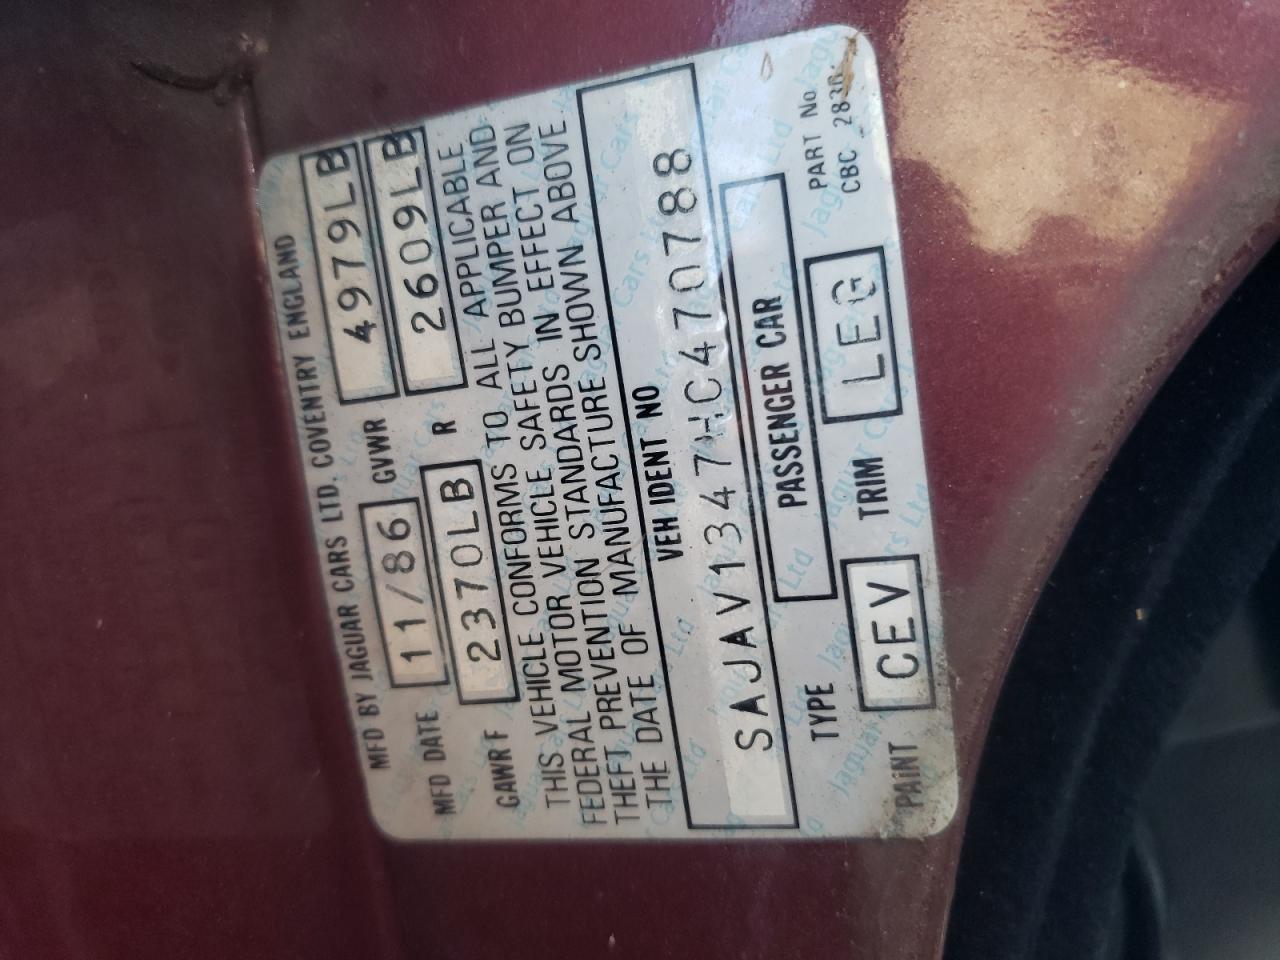 MFD BY JAGUAR CARS LTD. COVENTRY ENGLAND
MFD DATE 11/86 GVWR 4979LB
GAWR F 2370LB R 2609LB
THIS VEHICLE CONFORMS TO ALL APPLICABLE
FEDERAL MOTOR VEHICLE SAFETY BUMPER AND
THEFT PREVENTION STANDARDS IN EFFECT ON
THE DATE OF MANUFACTURE SHOWN ABOVE
VEH IDENT NO
SAJAV1347HC470788
TYPE PASSENGER CAR
PAINT CEV TRIM LEG
PART No
CBC